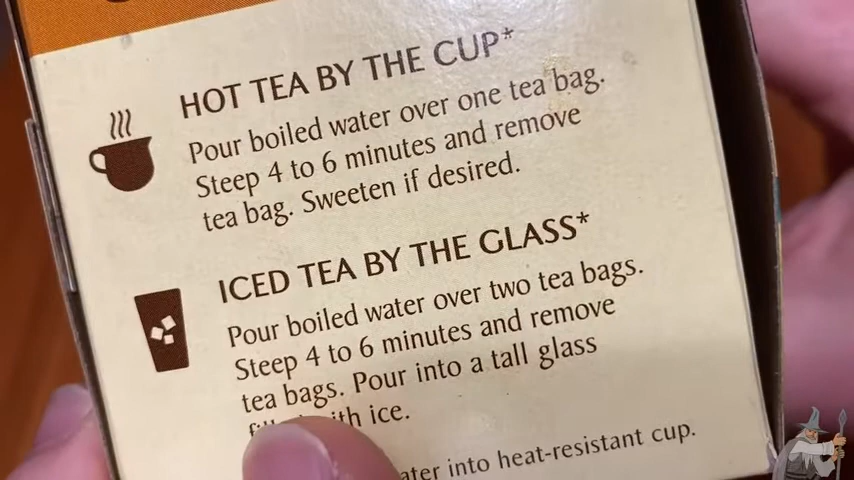 HOT TEA BY THE CUP*
Pour boiled water over one tea bag.
Steep 4 to 6 minutes and remove
tea bag. Sweeten if desired.
ICED TEA BY THE GLASS*
Pour boiled water over two tea bags.
Steep 4 to 6 minutes and remove
tea bags. Pour into a tall glass
with ice.
into heat-resistant cup.